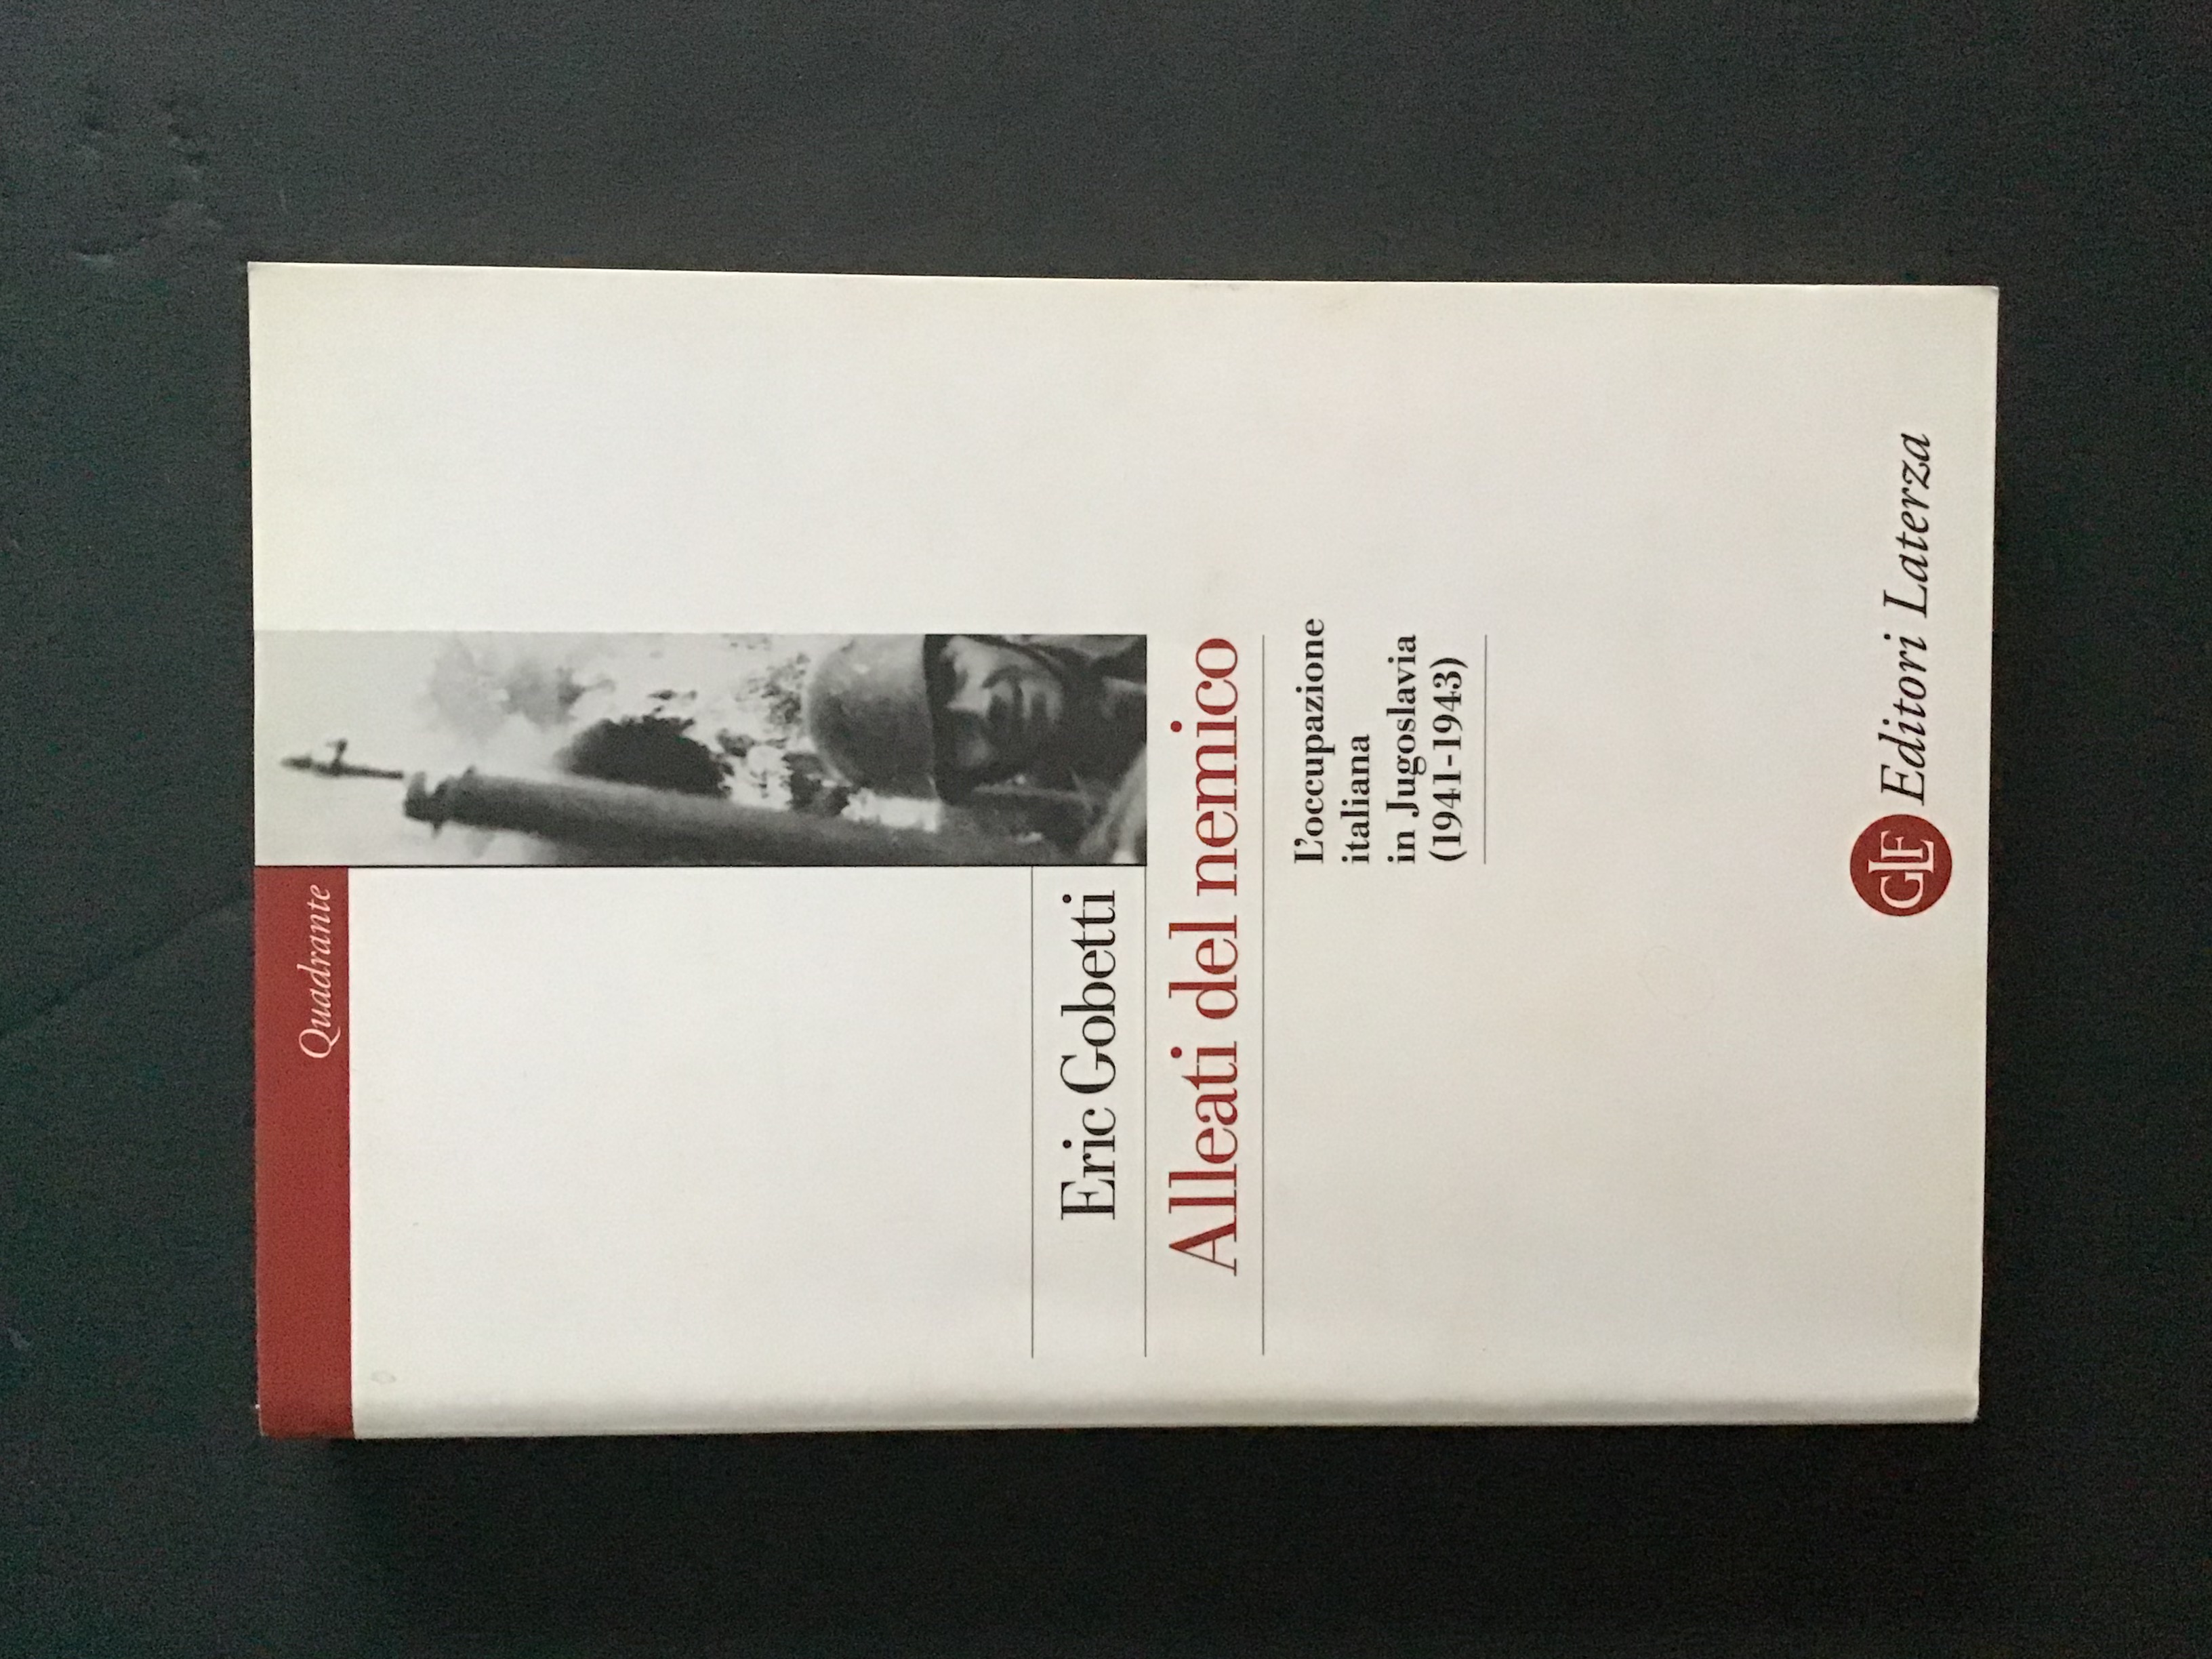 Quadrante
Eric Gobetti
Alleati del nemico
L'occupazione
italiana
in Jugoslavia
(1941-1943)
GLF Editori Laterza